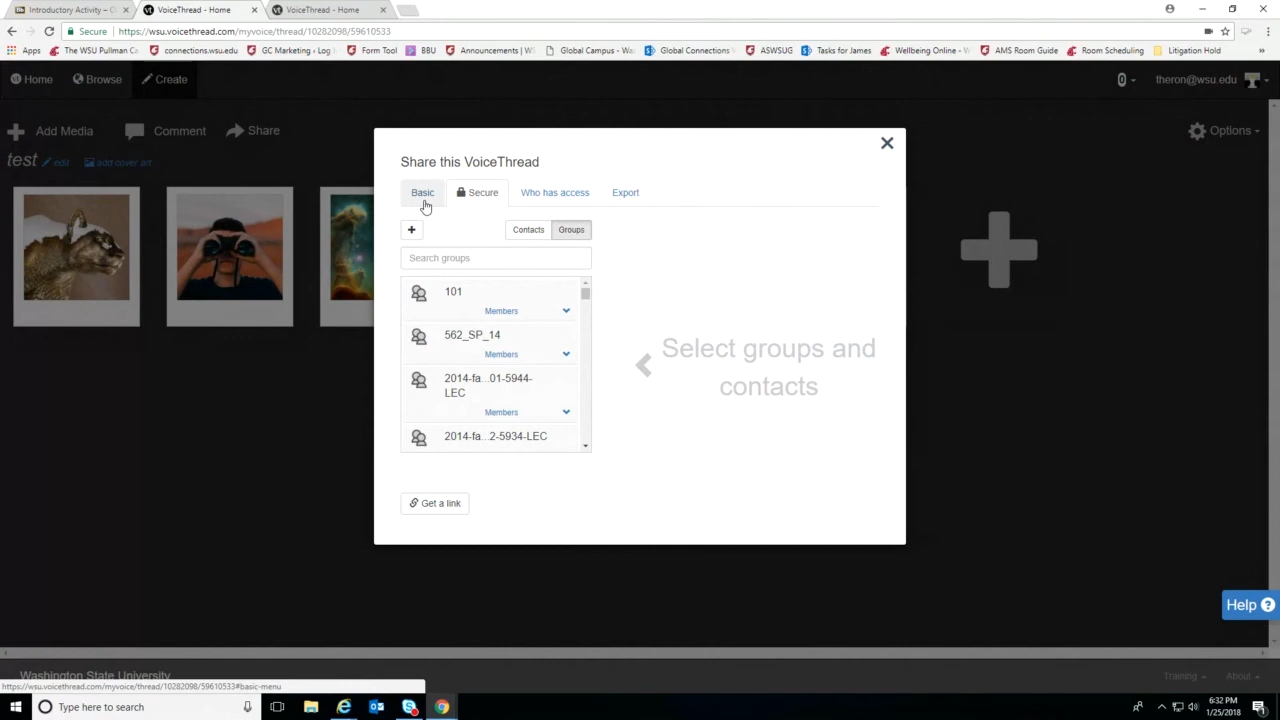 Introductory Activity – C
VoiceThread - Home
VoiceThread - Home
Secure
https://wsu.voicethread.com/myvoice/thread/10282098/59610533
Apps
The WSU Pullman Ca
connections.wsu.edu
GC Marketing ‹ Log I
Form Tool
BBU
Announcements | W
Global Campus - Wa
Global Connections
ASWSUG
Tasks for James
Wellbeing Online - W
AMS Room Guide
Room Scheduling
Litigation Hold
»
Home
Browse
Create
0
theron@wsu.edu
Add Media
Comment
Share
Options
test
edit
add cover art
Share this VoiceThread
Basic
Secure
Who has access
Export
Contacts
Groups
Search groups
101
Members
562_SP_14
Members
2014-fa...01-5944-
LEC
Members
2014-fa...2-5934-LEC
Select groups and
contacts
Get a link
Help
Washington State University
Training
About
https://wsu.voicethread.com/myvoice/thread/10282098/59610533#basic-menu
Type here to search
6:32 PM
1/25/2018
1